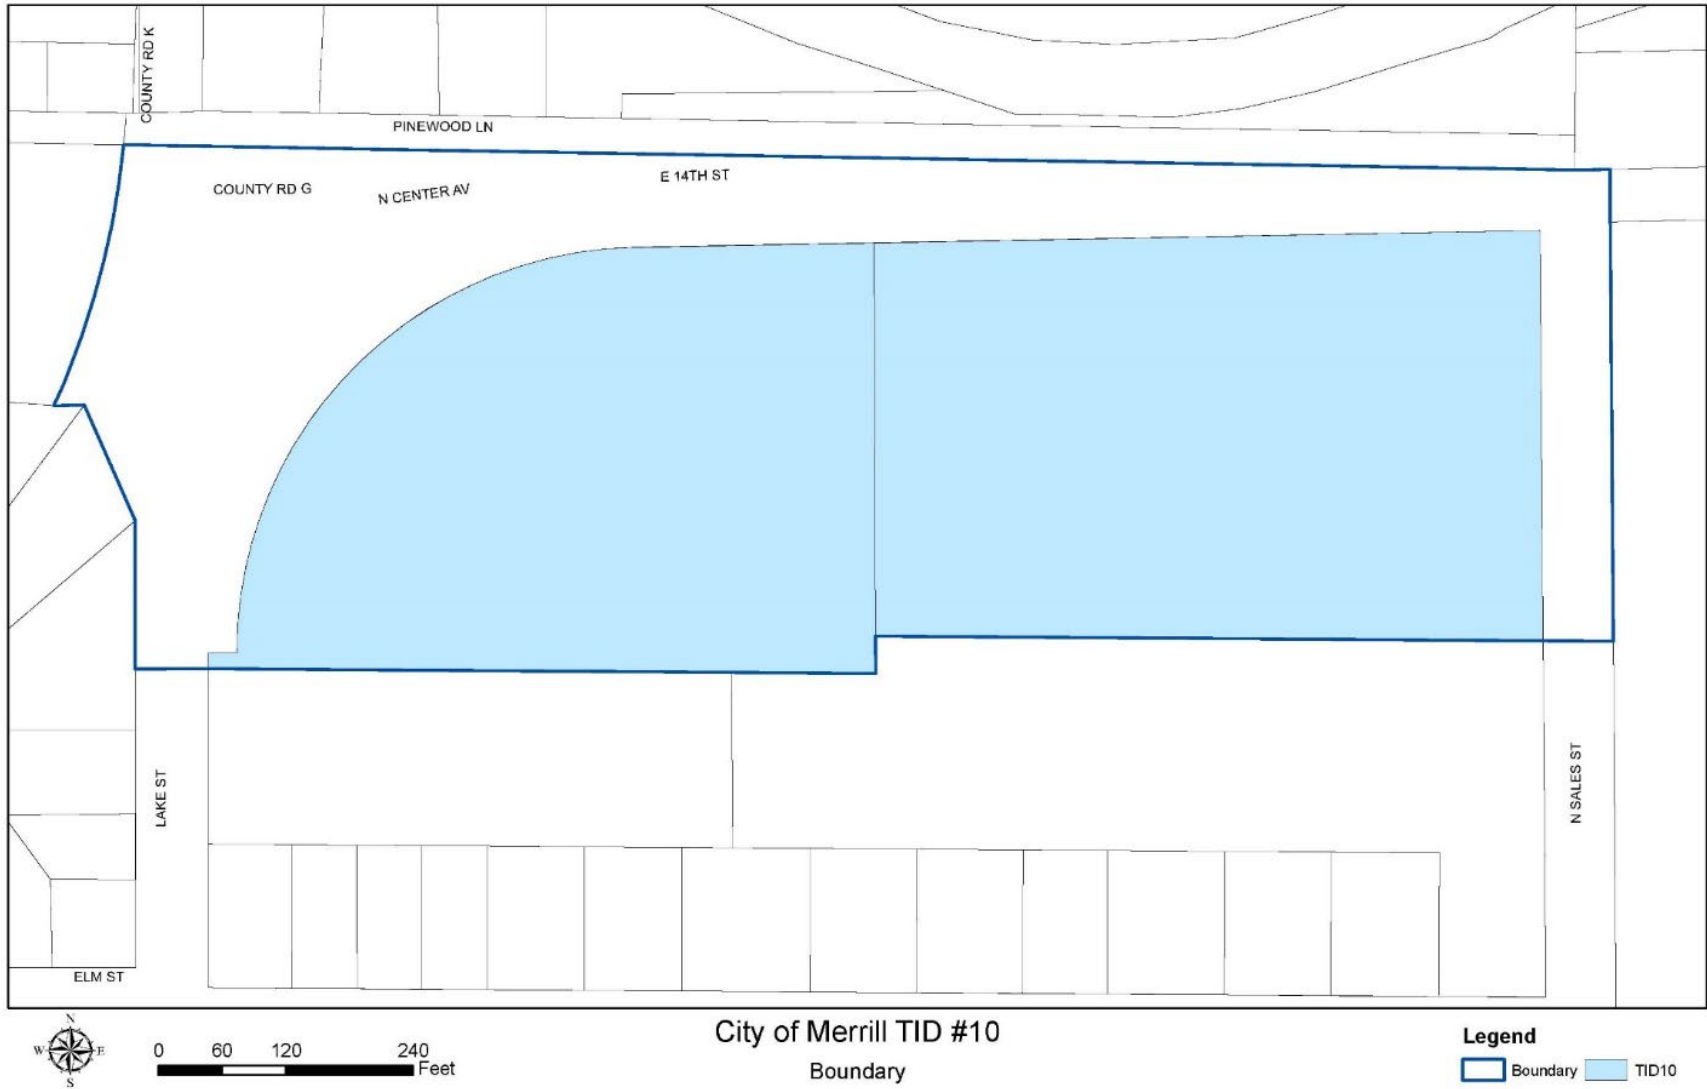 COUNTY RD K
PINEWOOD LN
E 14TH ST
COUNTY RD G
N CENTER AV
LAKE ST
N SALES ST
ELM ST
N
W E
S
0 60 120 240
Feet
City of Merrill TID #10
Boundary
Legend
Boundary TID10